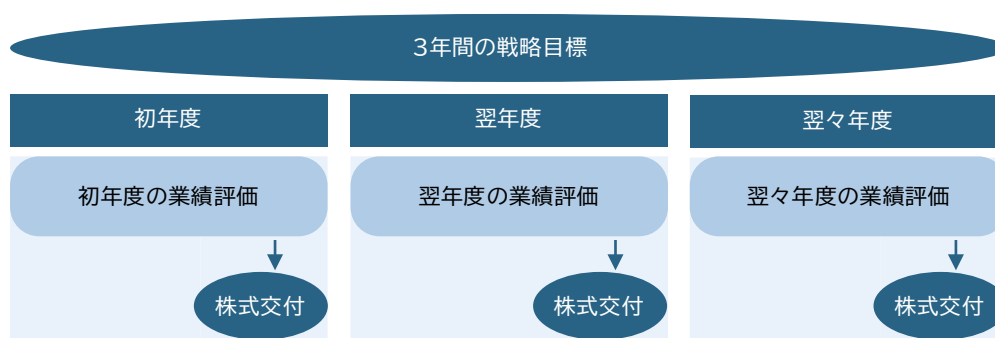 3年間の戦略目標
初年度
翌年度
翌々年度
初年度の業績評価
翌年度の業績評価
翌々年度の業績評価
株式交付
株式交付
株式交付